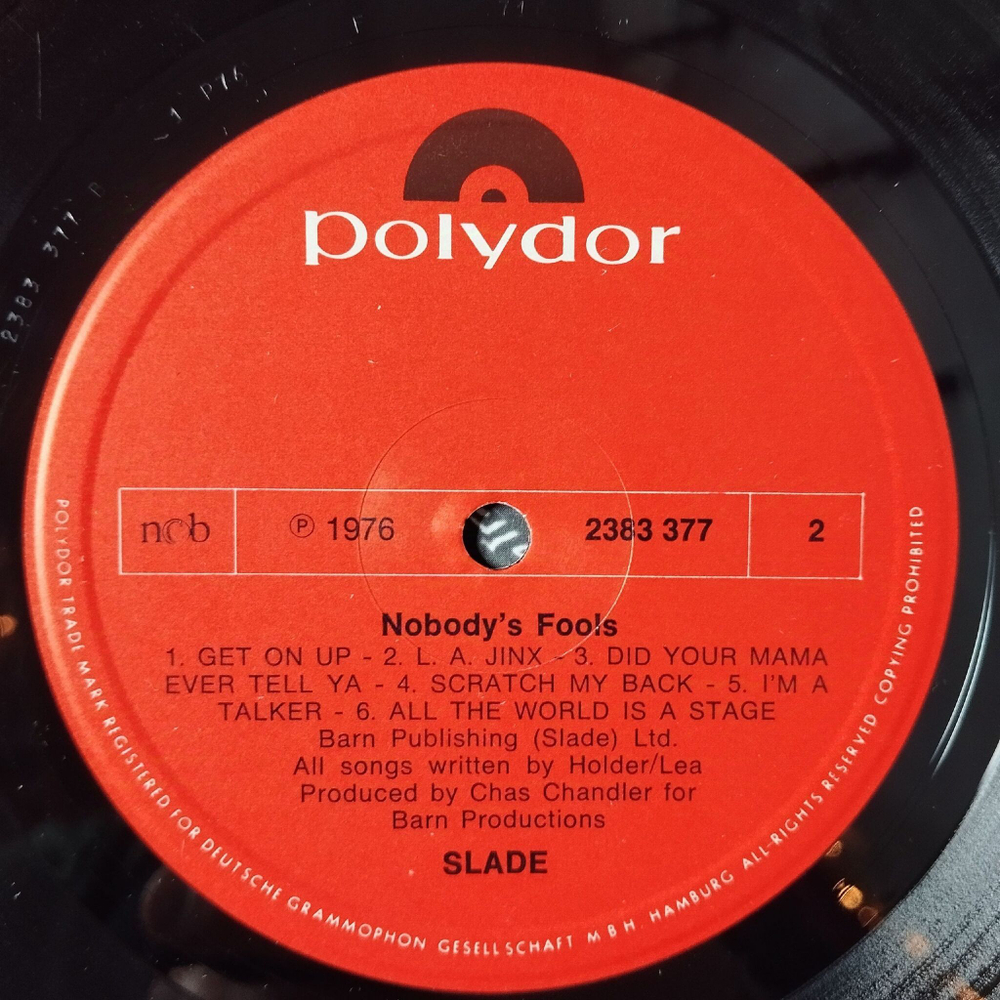 polydor
ncb
℗ 1976
2383 377
2
Nobody's Fools
1. GET ON UP - 2. L. A. JINX - 3. DID YOUR MAMA
EVER TELL YA - 4. SCRATCH MY BACK - 5. I'M A
TALKER - 6. ALL THE WORLD IS A STAGE
Barn Publishing (Slade) Ltd.
All songs written by Holder/Lea
Produced by Chas Chandler for
Barn Productions
SLADE
POLYDOR TRADE MARK REGISTERED FOR DEUTSCHE GRAMMOPHON GESELLSCHAFT M B H HAMBURG ALL-RIGHTS RESERVED COPYING PROHIBITED
2383 377